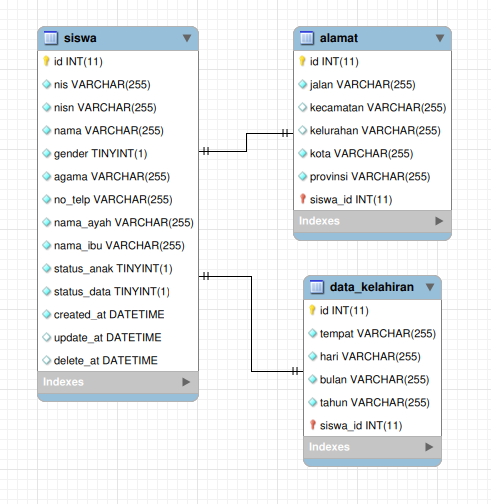 siswa
id INT(11)
nis VARCHAR(255)
nisn VARCHAR(255)
nama VARCHAR(255)
gender TINYINT(1)
agama VARCHAR(255)
no_telp VARCHAR(255)
nama_ayah VARCHAR(255)
nama_ibu VARCHAR(255)
status_anak TINYINT(1)
status_data TINYINT(1)
created_at DATETIME
update_at DATETIME
delete_at DATETIME
Indexes
alamat
id INT(11)
jalan VARCHAR(255)
kecamatan VARCHAR(255)
kelurahan VARCHAR(255)
kota VARCHAR(255)
provinsi VARCHAR(255)
siswa_id INT(11)
Indexes
data_kelahiran
id INT(11)
tempat VARCHAR(255)
hari VARCHAR(255)
bulan VARCHAR(255)
tahun VARCHAR(255)
siswa_id INT(11)
Indexes